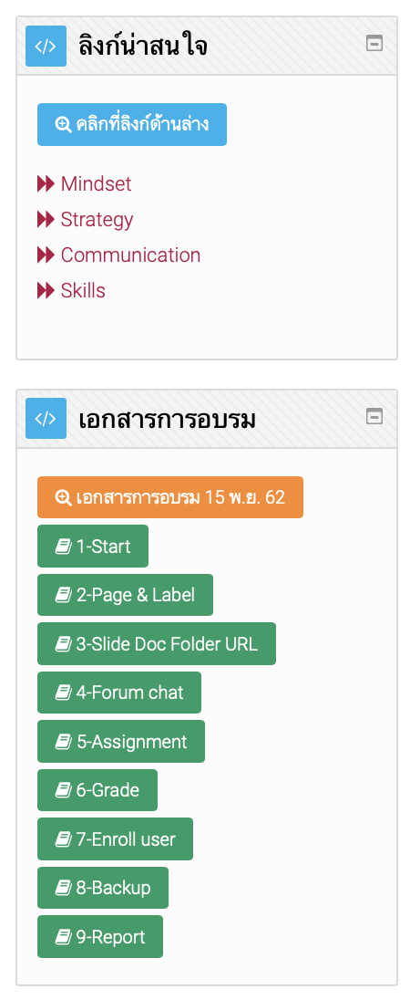 ลิงก์น่าสนใจ
คลิกที่ลิงก์ด้านล่าง
Mindset
Strategy
Communication
Skills
เอกสารการอบรม
เอกสารการอบรม 15 พ.ย. 62
1-Start
2-Page & Label
3-Slide Doc Folder URL
4-Forum chat
5-Assignment
6-Grade
7-Enroll user
8-Backup
9-Report